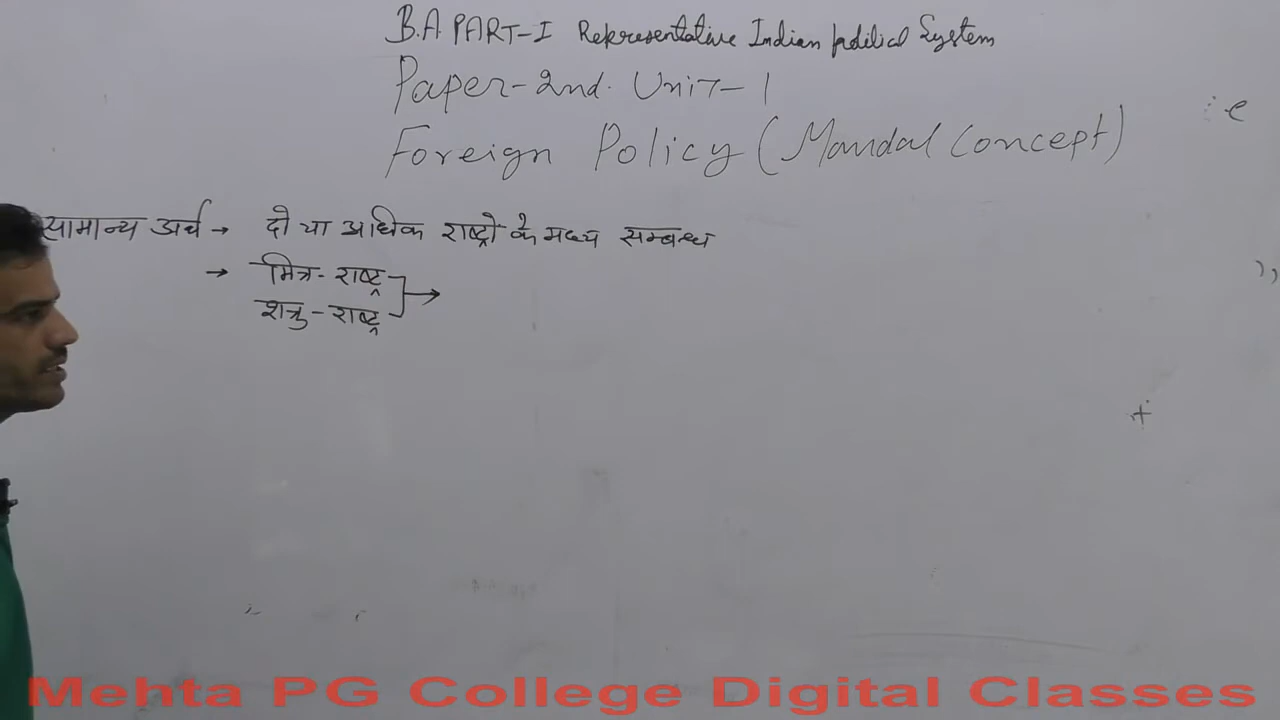 B.A. PART-I Representative Indian political System
Paper-2nd. Unit-1
Foreign Policy (Mandal Concept)
सामान्य अर्थ → दो या अधिक राष्ट्रों के मध्य सम्बन्ध
→ मित्र-राष्ट्र
शत्रु-राष्ट्र →
Mehta PG College Digital Classes